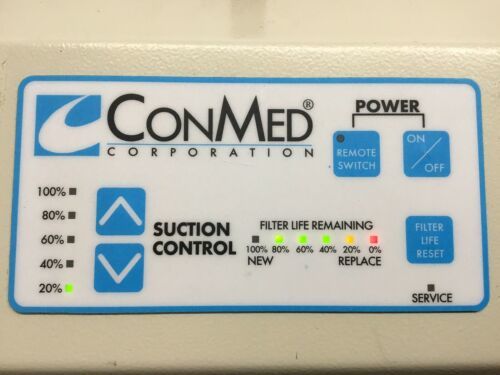 CONMED®
CORPORATION
POWER
REMOTE
SWITCH
ON
OFF
100%
80%
60%
40%
20%
SUCTION
CONTROL
FILTER LIFE REMAINING
100% 80% 60% 40% 20% 0%
NEW REPLACE
FILTER
LIFE
RESET
SERVICE